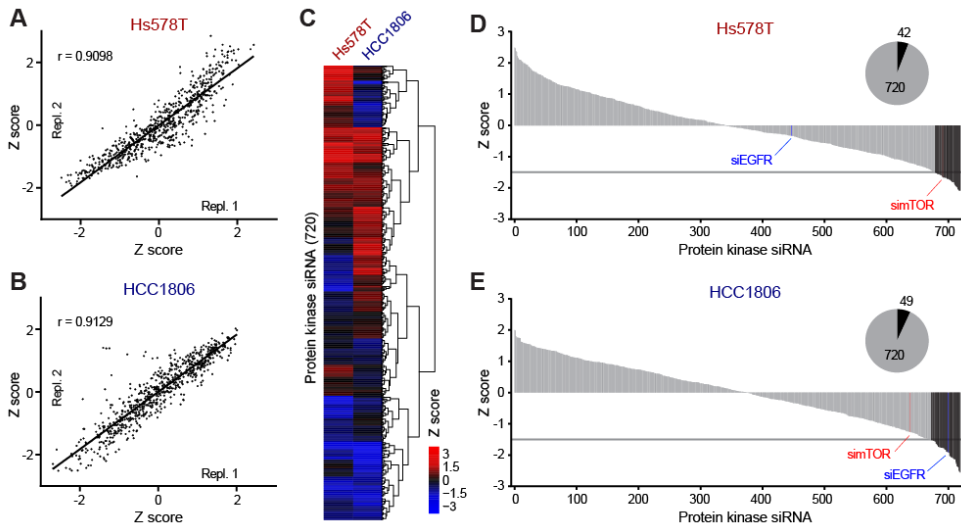 A
Hs578T
r = 0.9098
Z score
Repl. 2
2
0
-2
Repl. 1
-2
0
2
Z score
B
HCC1806
r = 0.9129
Z score
Repl. 2
2
0
-2
Repl. 1
-2
0
2
Z score
C
Hs578T
HCC1806
Protein kinase siRNA (720)
Z score
3
1.5
0
-1.5
-3
D
Hs578T
42
720
Z score
3
2
1
0
-1
-2
-3
siEGFR
simTOR
0
100
200
300
400
500
600
700
Protein kinase siRNA
E
HCC1806
49
720
Z score
3
2
1
0
-1
-2
-3
simTOR
siEGFR
0
100
200
300
400
500
600
700
Protein kinase siRNA